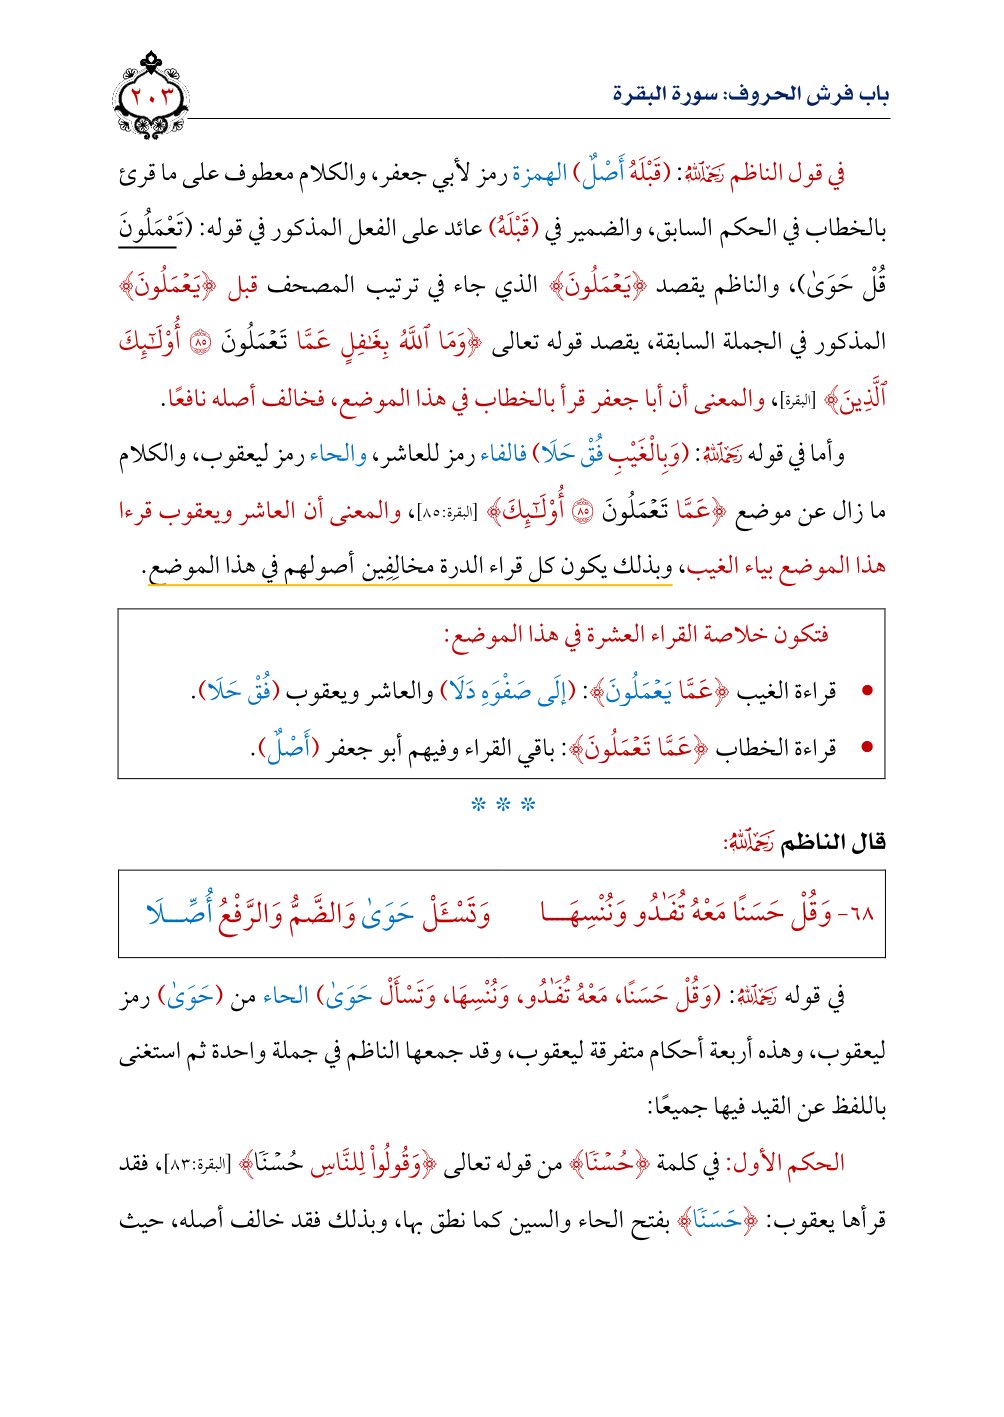 باب فرش الحروف: سورة البقرة
٢٠٣
في قول الناظم رَحِمَهُ ٱللَّهُ: (قَبْلَهُ أَصْلٌ) الهمزة رمز لأبي جعفر، والكلام معطوف على ما قرئ
بالخطاب في الحكم السابق، والضمير في (قَبْلَهُ) عائد على الفعل المذكور في قوله: (تَعْمَلُونَ
قُلْ حَوَىٰ)، والناظم يقصد ﴿يَعۡمَلُونَ﴾ الذي جاء في ترتيب المصحف قبل ﴿يَعۡمَلُونَ﴾
المذكور في الجملة السابقة، يقصد قوله تعالى ﴿وَمَا ٱللَّهُ بِغَٰفِلٍ عَمَّا تَعۡمَلُونَ ٨٥ أُوْلَٰٓئِكَ
ٱلَّذِينَ﴾ [البقرة]، والمعنى أن أبا جعفر قرأ بالخطاب في هذا الموضع، فخالف أصله نافعًا.
وأما في قوله رَحِمَهُ ٱللَّهُ: (وَبِالْغَيْبِ فُقْ حَلَا) فالفاء رمز للعاشر، والحاء رمز ليعقوب، والكلام
ما زال عن موضع ﴿عَمَّا تَعۡمَلُونَ ٨٥ أُوْلَٰٓئِكَ﴾ [البقرة:٨٥]، والمعنى أن العاشر ويعقوب قرءا
هذا الموضع بياء الغيب، وبذلك يكون كل قراء الدرة مخالِفِين أصولهم في هذا الموضع.
فتكون خلاصة القراء العشرة في هذا الموضع:
• قراءة الغيب ﴿عَمَّا يَعۡمَلُونَ﴾: (إلَى صَفْوَهِ دَلَا) والعاشر ويعقوب (فُقْ حَلَا).
• قراءة الخطاب ﴿عَمَّا تَعۡمَلُونَ﴾: باقي القراء وفيهم أبو جعفر (أَصْلٌ).
* * *
قال الناظم رَحِمَهُ ٱللَّهُ:
٦٨- وَقُلْ حَسَنًا مَعْهُ تُفَـٰدُو وَنُنْسِهَـــا وَتَسْـَٔلْ حَوَىٰ وَالضَّمُّ وَالرَّفْعُ أُصِّـــلَا
في قوله رَحِمَهُ ٱللَّهُ: (وَقُلْ حَسَنًا، مَعْهُ تُفَـٰدُو، وَنُنْسِهَا، وَتَسْأَلْ حَوَىٰ) الحاء من (حَوَىٰ) رمز
ليعقوب، وهذه أربعة أحكام متفرقة ليعقوب، وقد جمعها الناظم في جملة واحدة ثم استغنى
باللفظ عن القيد فيها جميعًا:
الحكم الأول: في كلمة ﴿حُسۡنٗا﴾ من قوله تعالى ﴿وَقُولُواْ لِلنَّاسِ حُسۡنٗا﴾ [البقرة:٨٣]، فقد
قرأها يعقوب: ﴿حَسَنٗا﴾ بفتح الحاء والسين كما نطق بها، وبذلك فقد خالف أصله، حيث